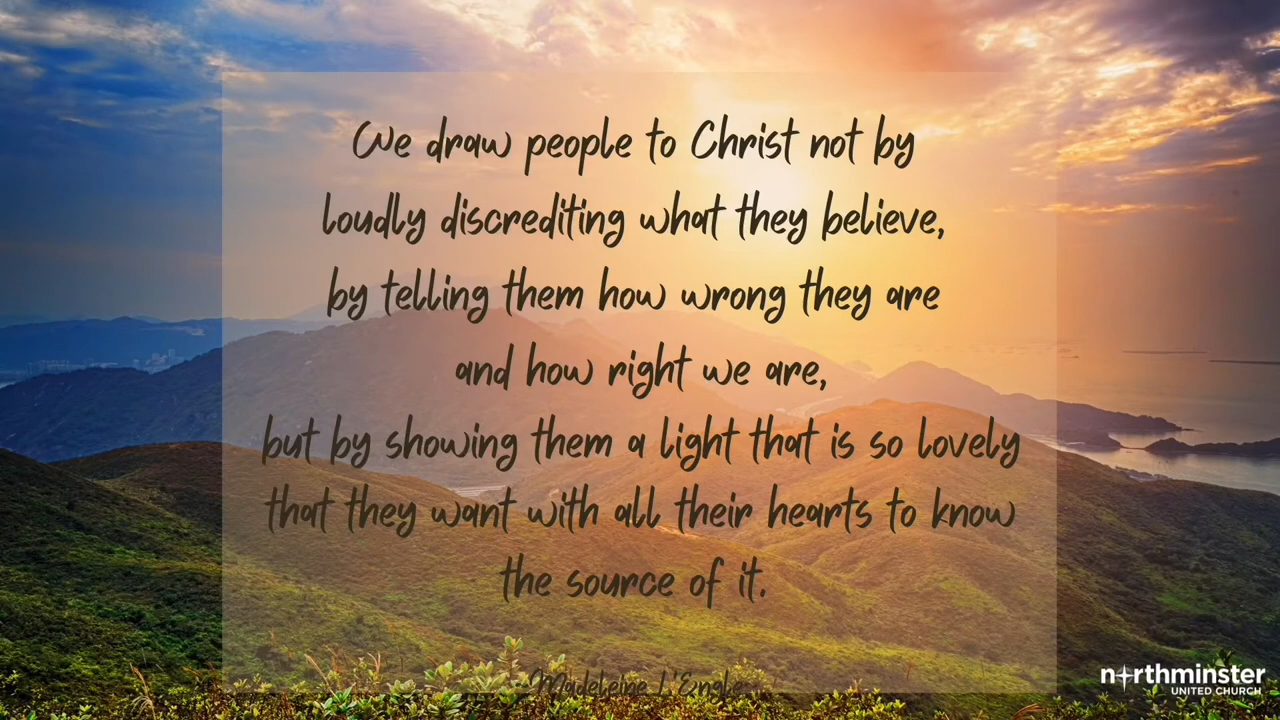 We draw people to Christ not by
loudly discrediting what they believe,
by telling them how wrong they are
and how right we are,
but by showing them a light that is so lovely
that they want with all their hearts to know
the source of it.
Madeleine L'Engle
northminster
UNITED CHURCH